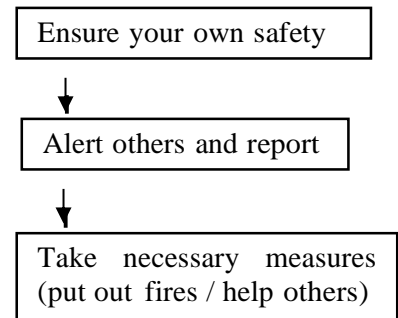 Ensure your own safety
Alert others and report
Take necessary measures
(put out fires / help others)